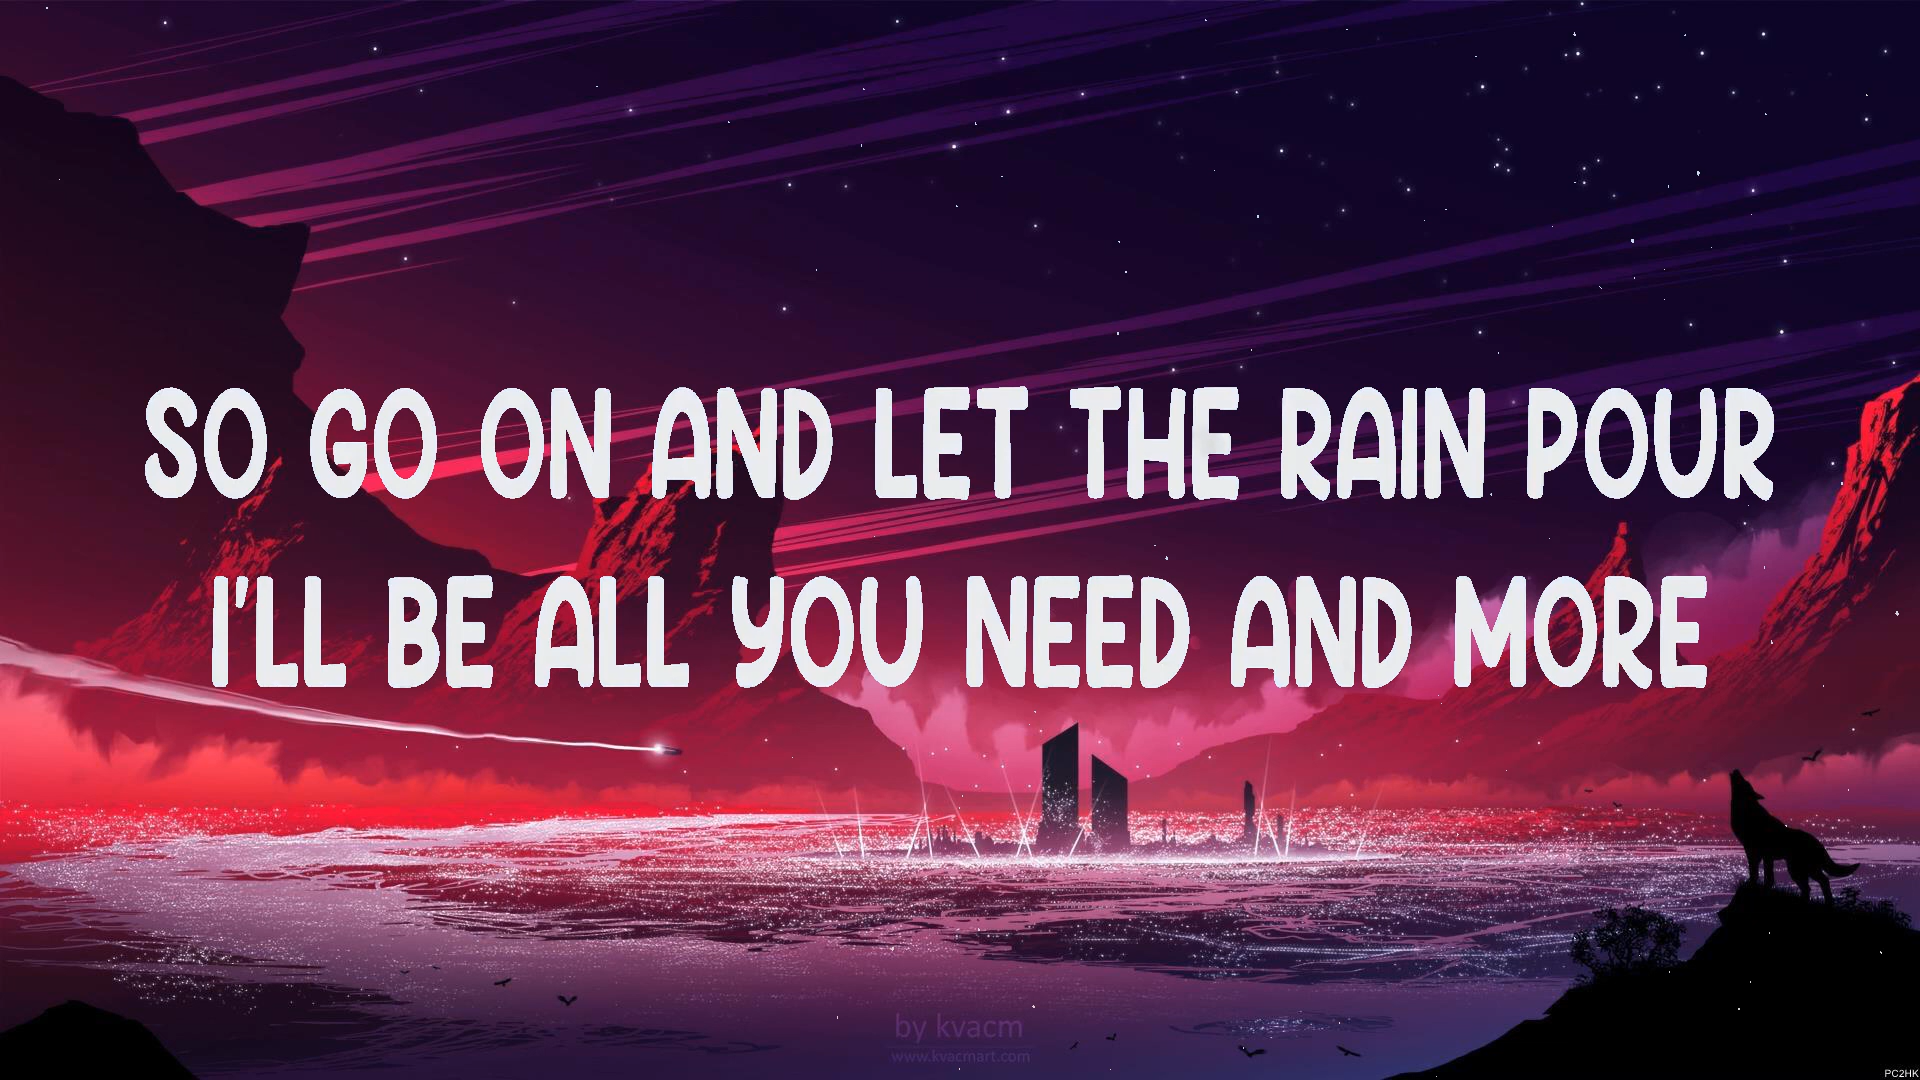 SO GO ON AND LET THE RAIN POUR
I'LL BE ALL YOU NEED AND MORE
by kvacm
www.kvacmart.com
PC2HK